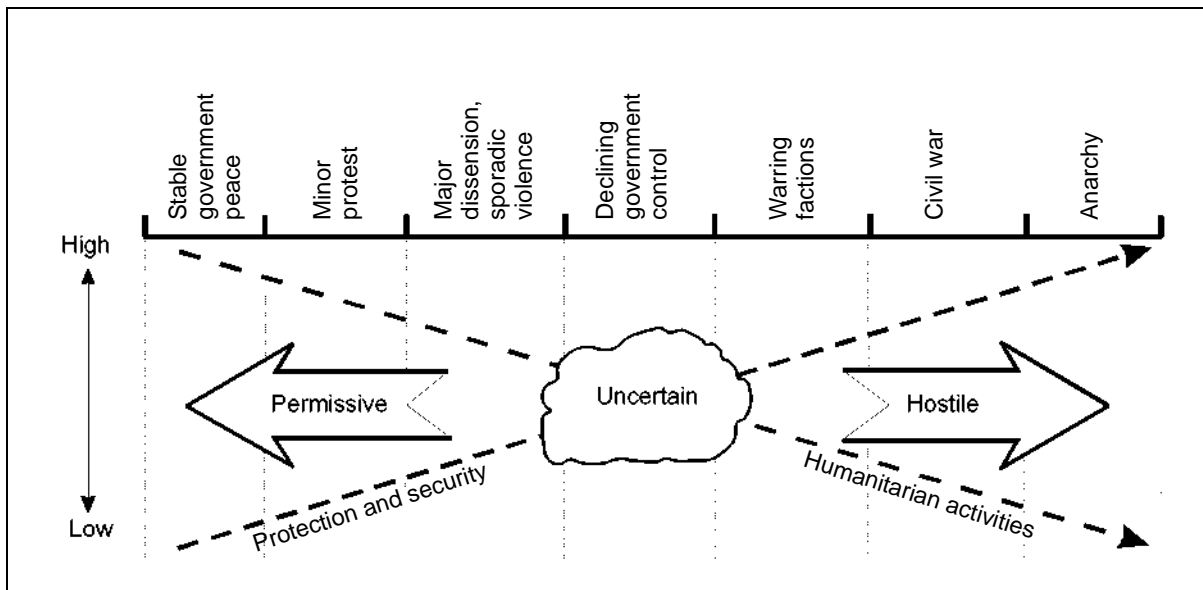 Stable
government
peace
Minor
protest
Major
dissension,
sporadic
violence
Declining
government
control
Warring
factions
Civil war
Anarchy
High
Permissive
Uncertain
Hostile
Protection and security
Humanitarian activities
Low